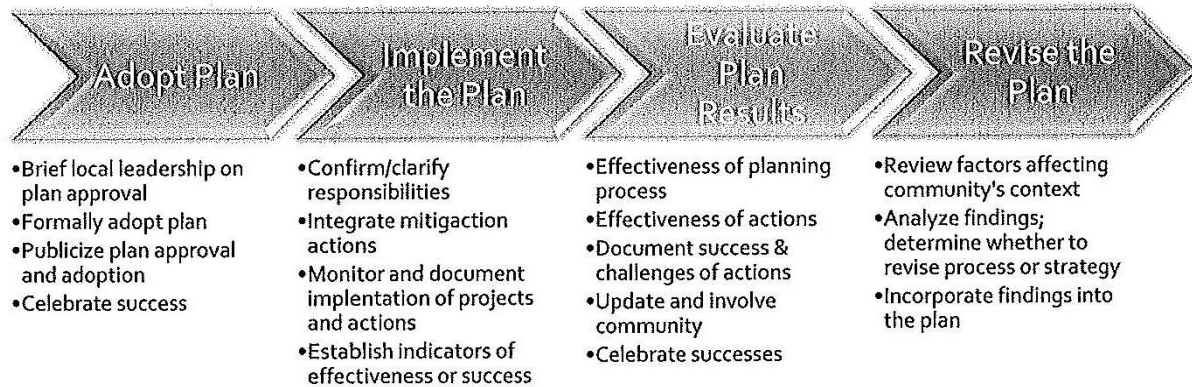 Adopt Plan
•Brief local leadership on
plan approval
•Formally adopt plan
•Publicize plan approval
and adoption
•Celebrate success
Implement
the Plan
•Confirm/clarify
responsibilities
•Integrate mitigaction
actions
•Monitor and document
implentation of projects
and actions
•Establish indicators of
effectiveness or success
Evaluate
Plan
Results
•Effectiveness of planning
process
•Effectiveness of actions
•Document success &
challenges of actions
•Update and involve
community
•Celebrate successes
Revise the
Plan
•Review factors affecting
community's context
•Analyze findings;
determine whether to
revise process or strategy
•Incorporate findings into
the plan